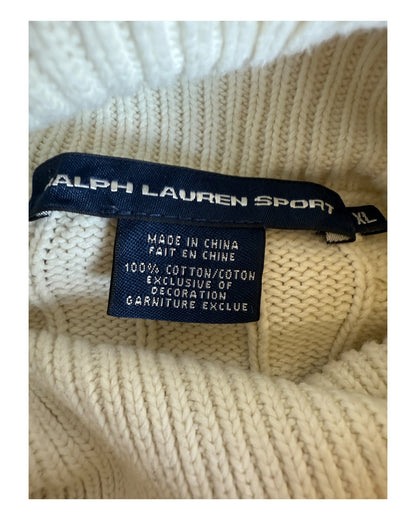 RALPH LAUREN SPORT
XL
MADE IN CHINA
FAIT EN CHINE
100% COTTON/COTON
EXCLUSIVE OF
DECORATION
GARNITURE EXCLUE